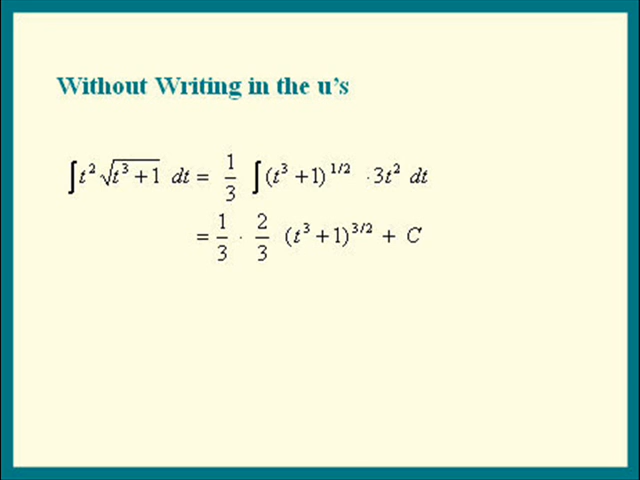 Without Writing in the u's
∫t² √(t³ + 1) dt = 1/3 ∫(t³ + 1)^1/2 · 3t² dt
= 1/3 · 2/3 (t³ + 1)^3/2 + C